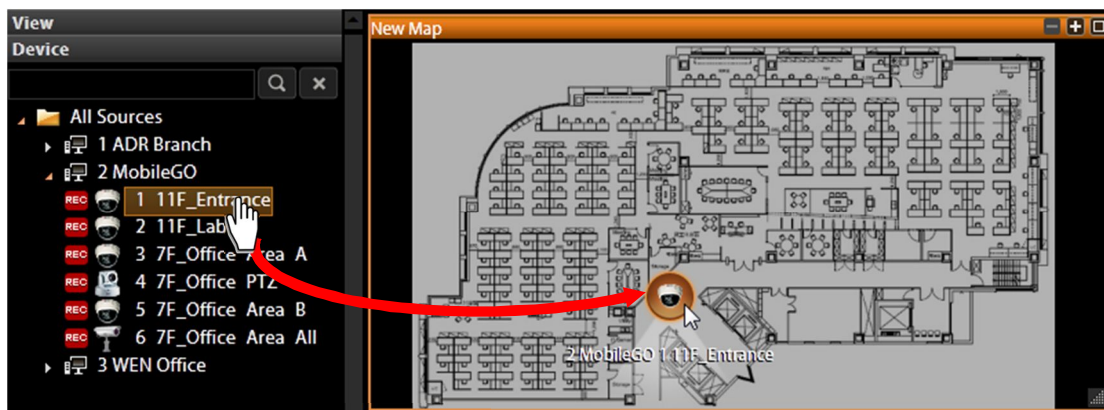 View
Device
All Sources
1 ADR Branch
2 MobileGO
REC 1 11F_Entrance
REC 2 11F_Lab
REC 3 7F_Office Area A
REC 4 7F_Office PTZ
REC 5 7F_Office Area B
REC 6 7F_Office Area All
3 WEN Office
New Map
Storage
2 MobileGO 1 11F_Entrance
Storage